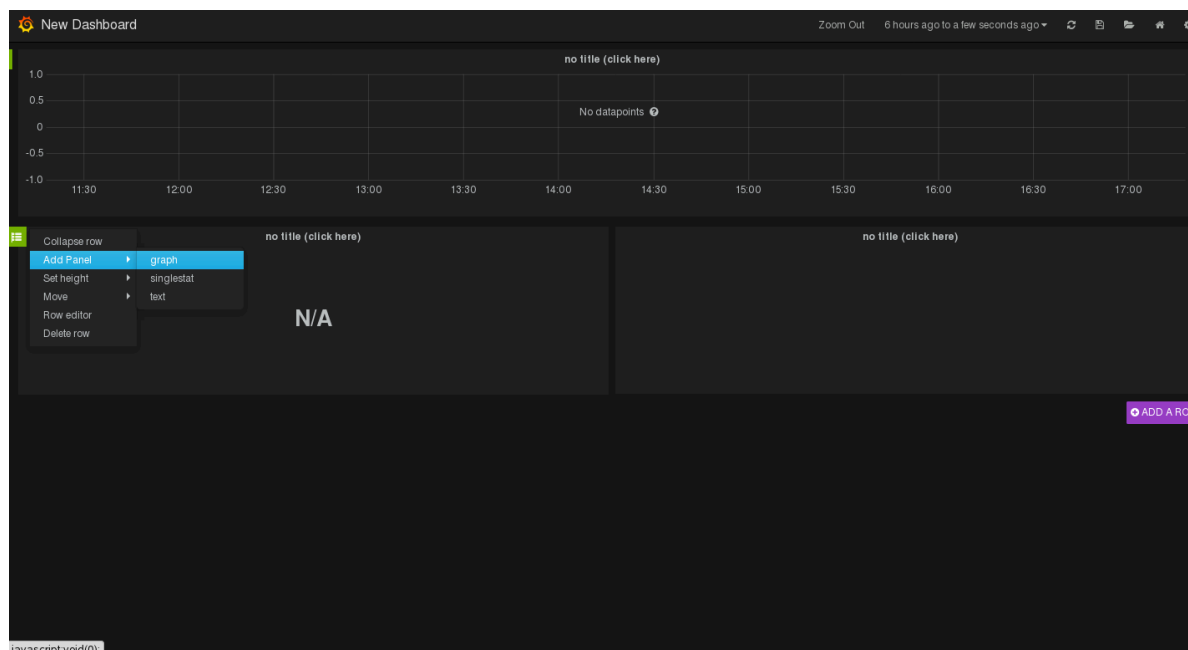 New Dashboard
Zoom Out 6 hours ago to a few seconds ago
no title (click here)
1.0
0.5
No datapoints
0
-0.5
-1.0
11:30 12:00 12:30 13:00 13:30 14:00 14:30 15:00 15:30 16:00 16:30 17:00
no title (click here) no title (click here)
Collapse row
Add Panel graph
Set height singlestat
Move text
Row editor
Delete row
N/A
ADD A RO
javascript:void(0);